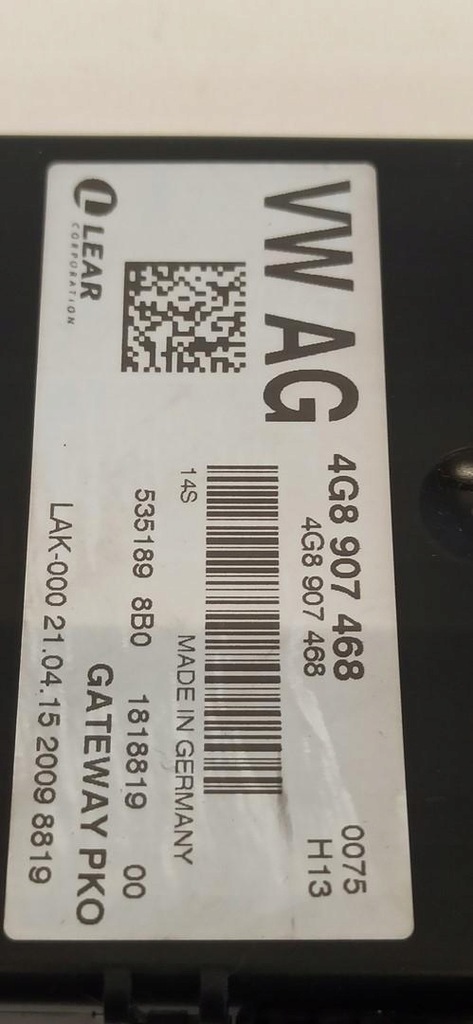 VW AG
4G8 907 468 0075
4G8 907 468 H13
LEAR
CORPORATION
14S MADE IN GERMANY
535189 8B0 1818819 00
GATEWAY PKO
LAK-000 21.04.15 2009 8819